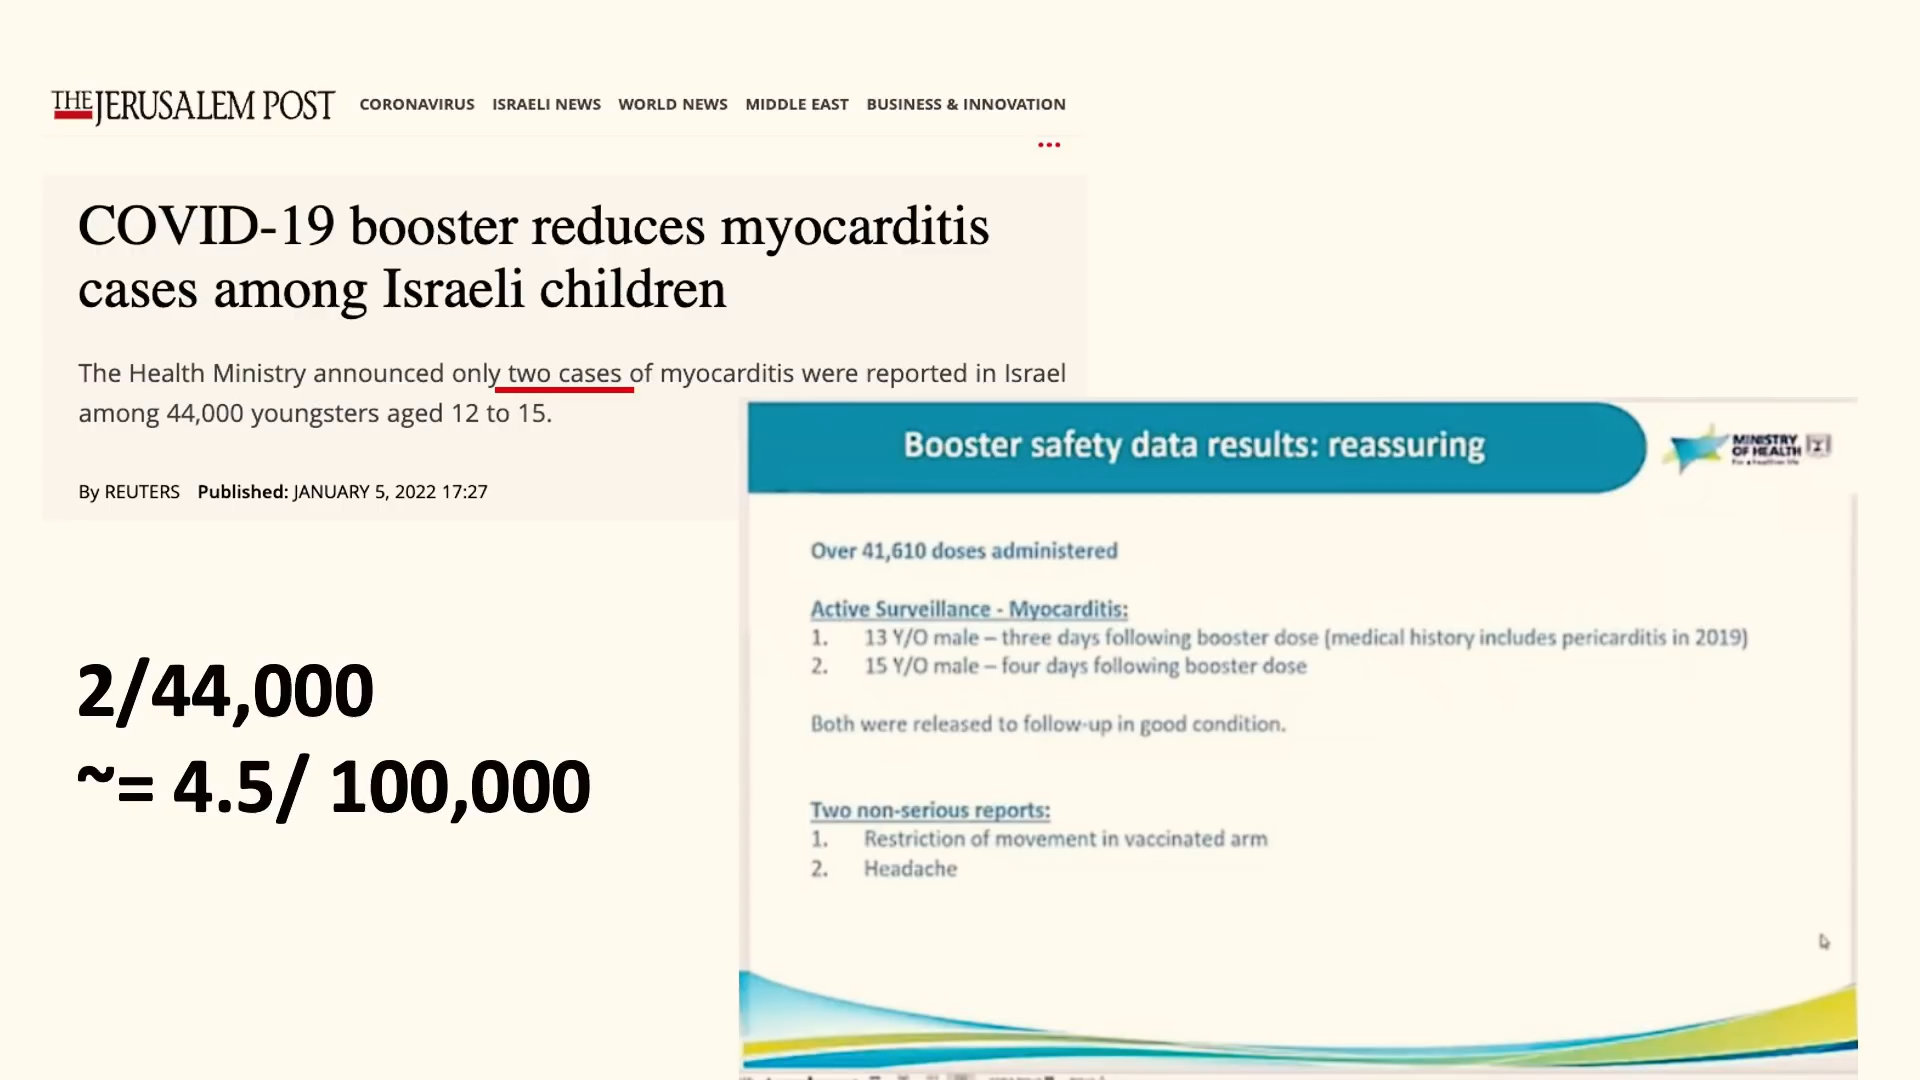 THE JERUSALEM POST CORONAVIRUS ISRAELI NEWS WORLD NEWS MIDDLE EAST BUSINESS & INNOVATION
COVID-19 booster reduces myocarditis
cases among Israeli children
The Health Ministry announced only two cases of myocarditis were reported in Israel
among 44,000 youngsters aged 12 to 15.
By REUTERS Published: JANUARY 5, 2022 17:27
2/44,000
~= 4.5/ 100,000
Booster safety data results: reassuring
MINISTRY
OF HEALTH
For a healthier life
Over 41,610 doses administered
Active Surveillance - Myocarditis:
1. 13 Y/O male – three days following booster dose (medical history includes pericarditis in 2019)
2. 15 Y/O male – four days following booster dose
Both were released to follow-up in good condition.
Two non-serious reports:
1. Restriction of movement in vaccinated arm
2. Headache